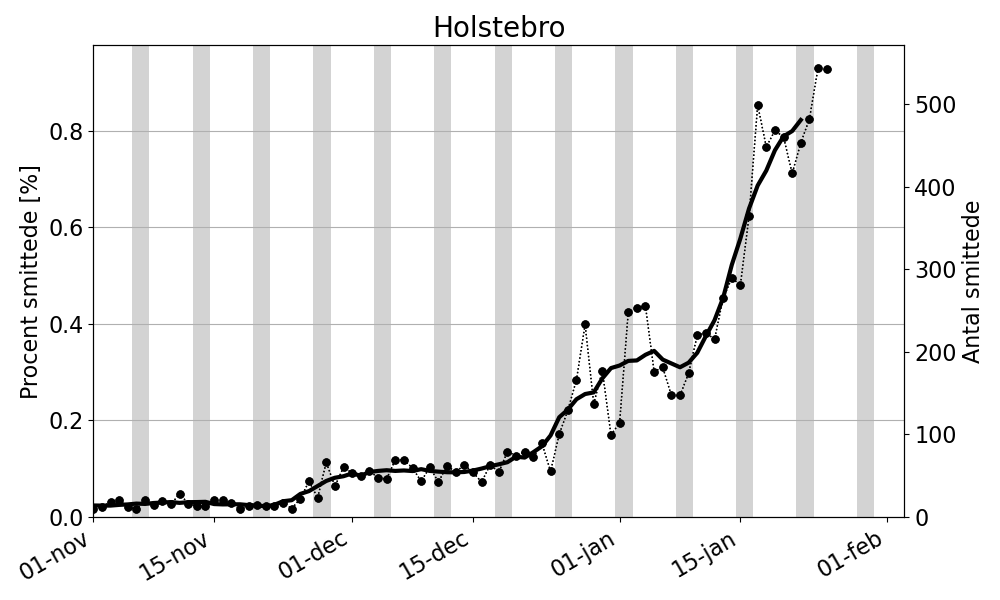 Holstebro
Procent smittede [%]
0.8
0.6
0.4
0.2
0.0
500
400
300
200
100
0
Antal smittede
01-nov
15-nov
01-dec
15-dec
01-jan
15-jan
01-feb